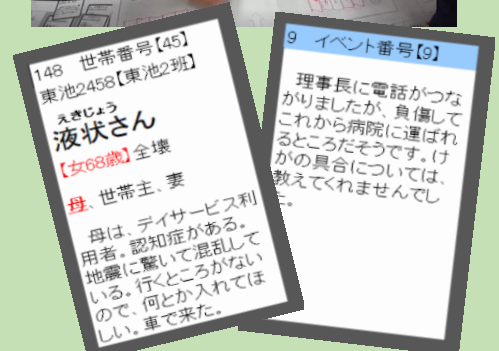 148 世帯番号【45】
東池2458【東池2班】
えきじょう
液状さん
【女68歳】全壊
母、世帯主、妻
母は、デイサービス利
用者。認知症がある。
地震に驚いて混乱して
いる。行くところがない
ので、何とか入れてほ
しい。車で来た。
9 イベント番号【9】
理事長に電話がつな
がりましたが、負傷して
これから病院に運ばれ
るところだそうです。け
がの具合については、
教えてくれませんでし
た。